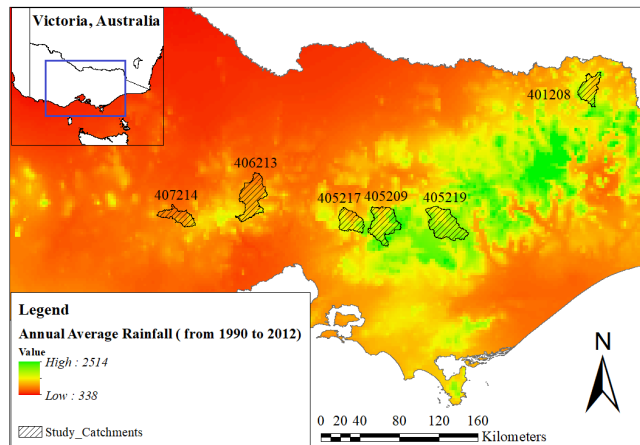 Victoria, Australia
401208
406213
407214
405217 405209 405219
Legend
Annual Average Rainfall ( from 1990 to 2012)
Value
High : 2514
Low : 338
Study_Catchments
N
0 20 40 80 120 160
Kilometers